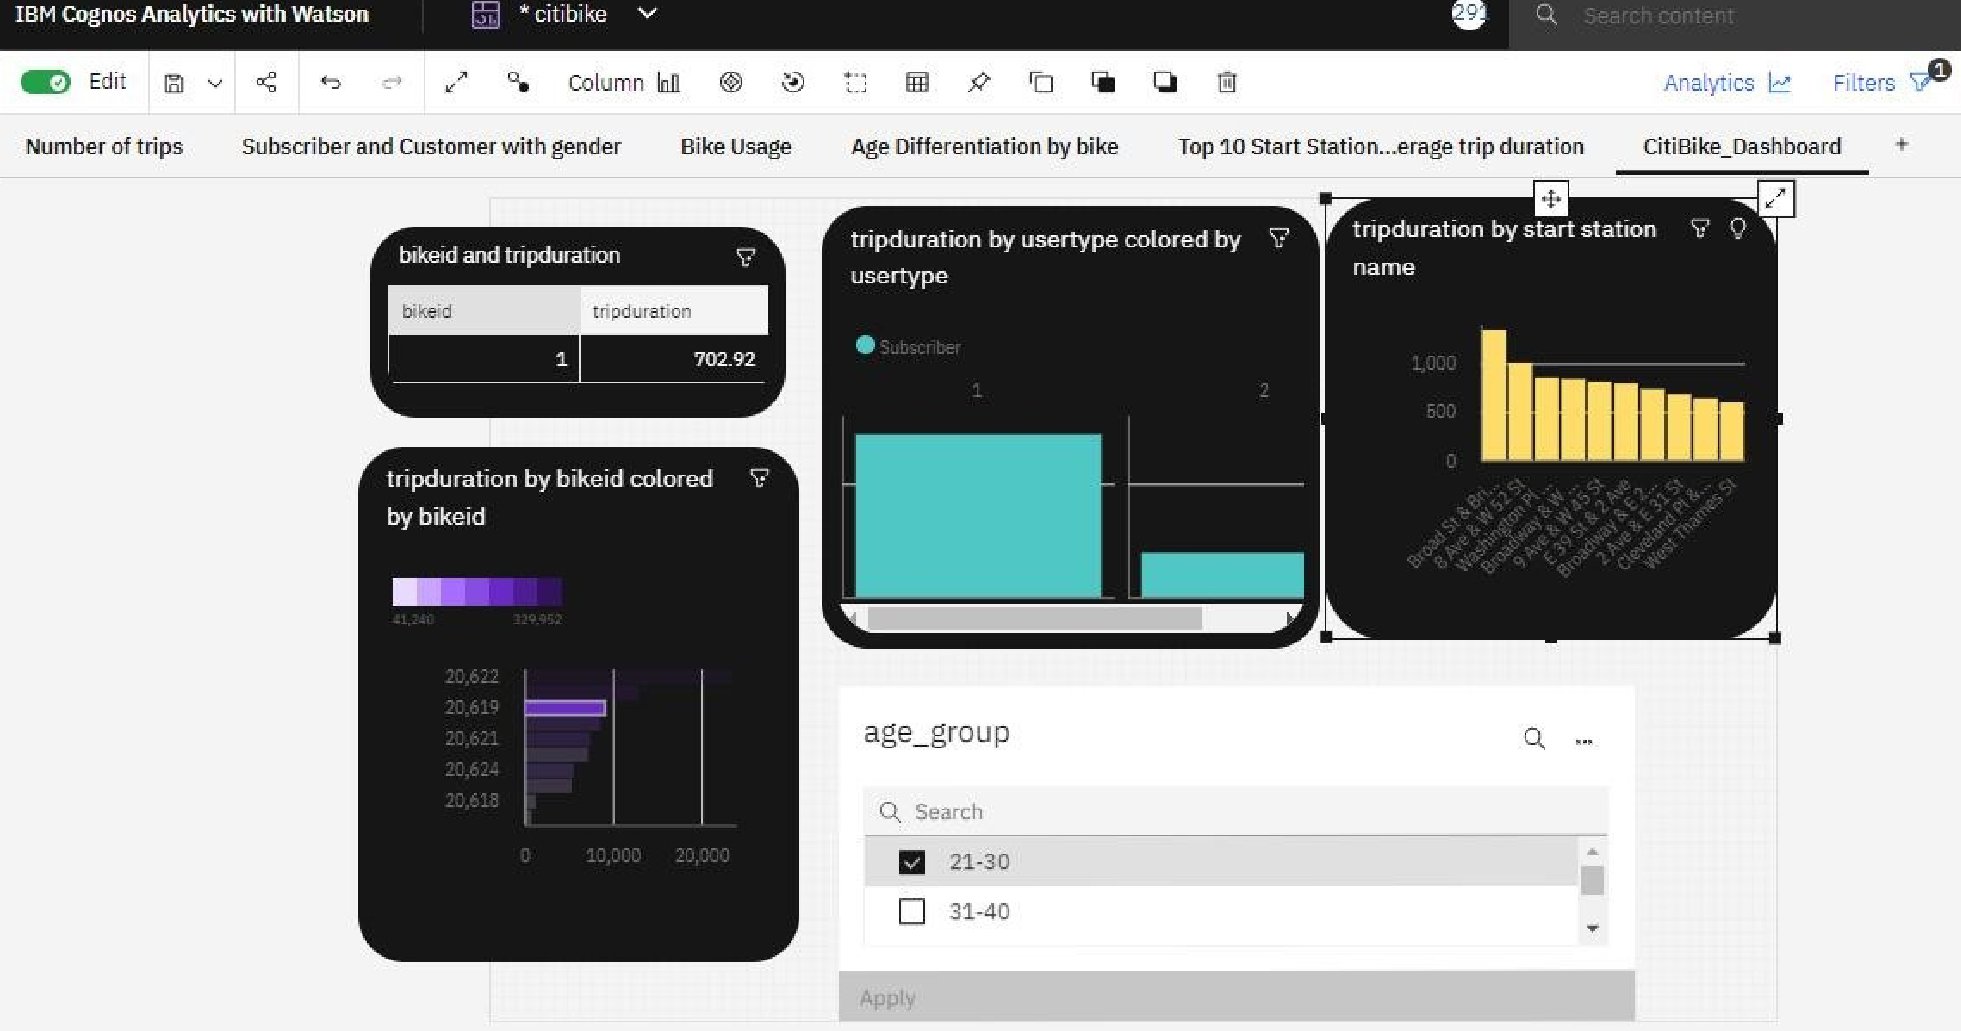 IBM Cognos Analytics with Watson
* citibike
291
Search content
Edit
Column
Analytics
Filters
1
Number of trips
Subscriber and Customer with gender
Bike Usage
Age Differentiation by bike
Top 10 Start Station...erage trip duration
CitiBike_Dashboard
+
bikeid and tripduration
bikeid
tripduration
1
702.92
tripduration by usertype colored by
usertype
Subscriber
1
2
tripduration by start station
name
1,000
500
0
Broad St & Bri...
8 Ave & W 52 St
Washington Pl...
Broadway & W...
9 Ave & W 45 St
E 39 St & 2 Ave
Broadway & E 2...
2 Ave & E 31 St
Cleveland Pl &...
West Thames St
tripduration by bikeid colored
by bikeid
41,240
329,952
20,622
20,619
20,621
20,624
20,618
0
10,000
20,000
age_group
...
Search
21-30
31-40
Apply